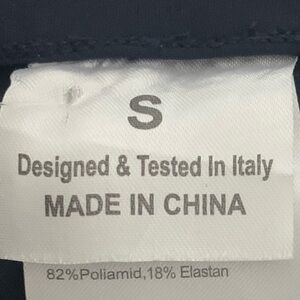 S
Designed & Tested In Italy
MADE IN CHINA
82%Poliamid,18% Elastan